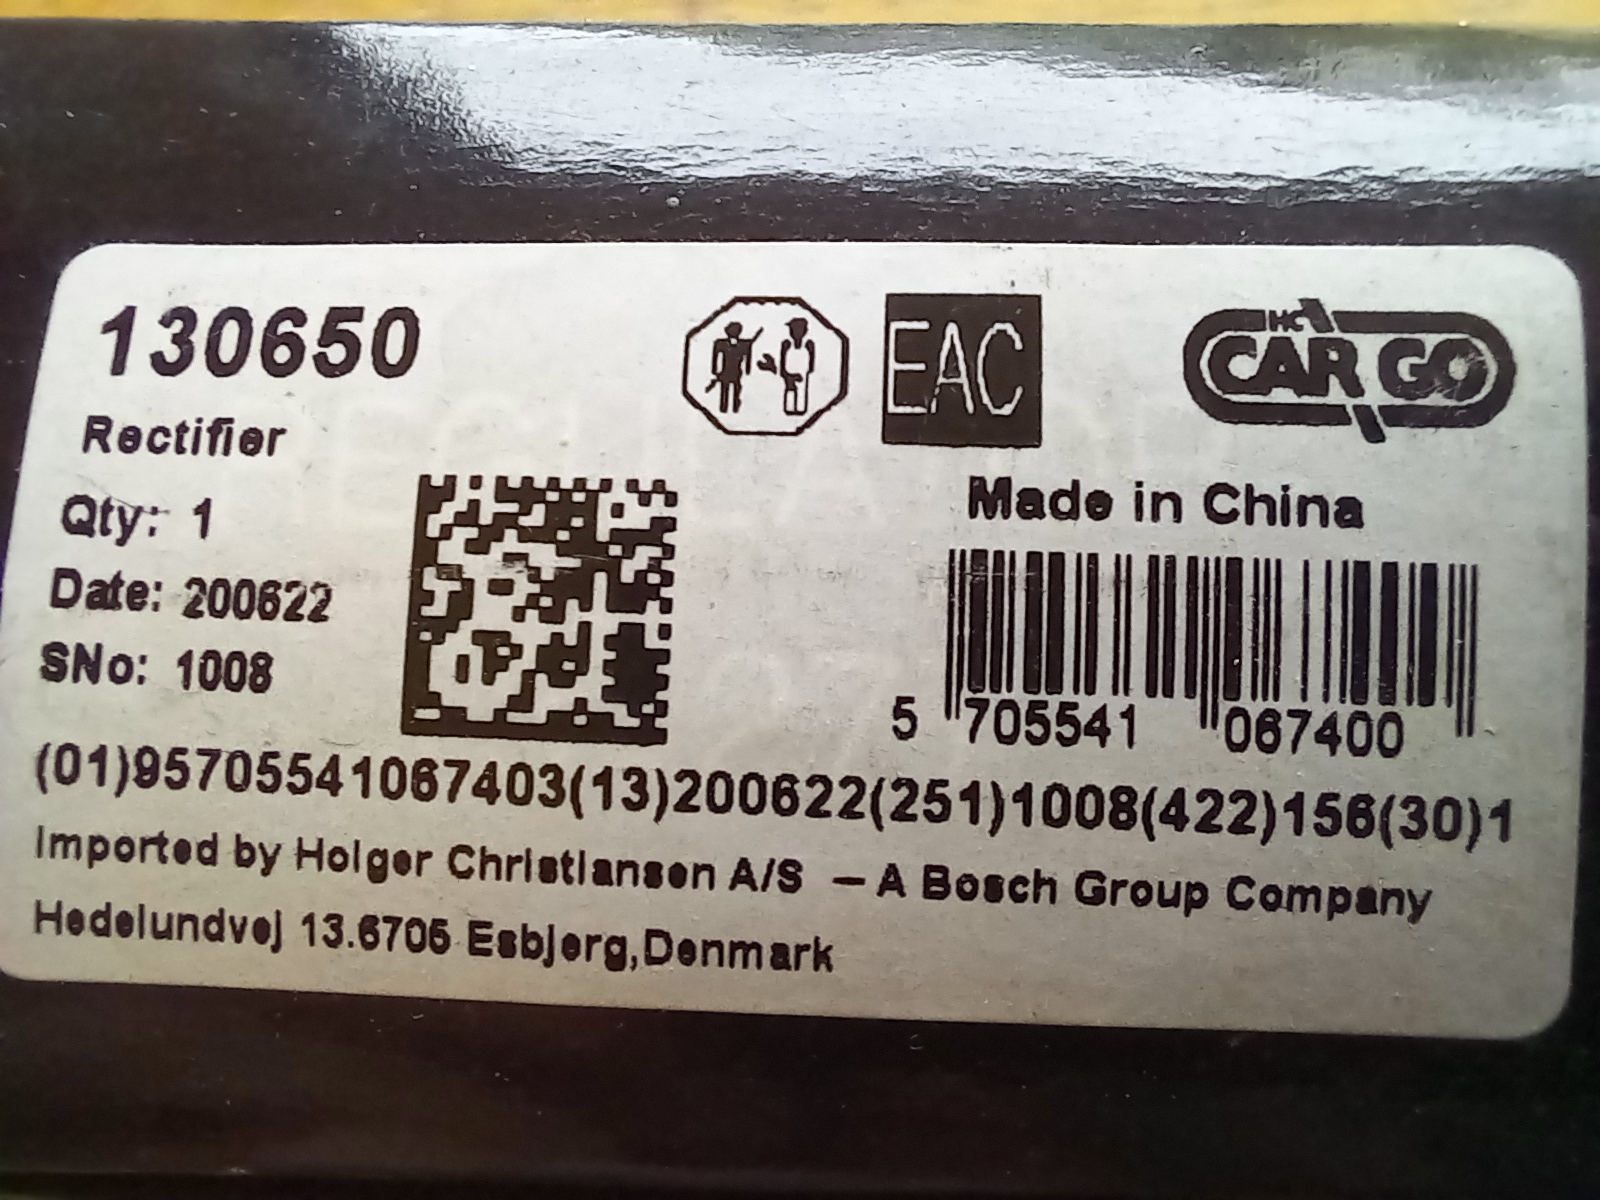 130650
EAC
HC
CARGO
Rectifier
Made in China
Qty: 1
Date: 200622
SNo: 1008
5 705541 067400
(01)95705541067403(13)200622(251)1008(422)156(30)1
Imported by Holger Christiansen A/S – A Bosch Group Company
Hedelundvej 13.6705 Esbjerg,Denmark